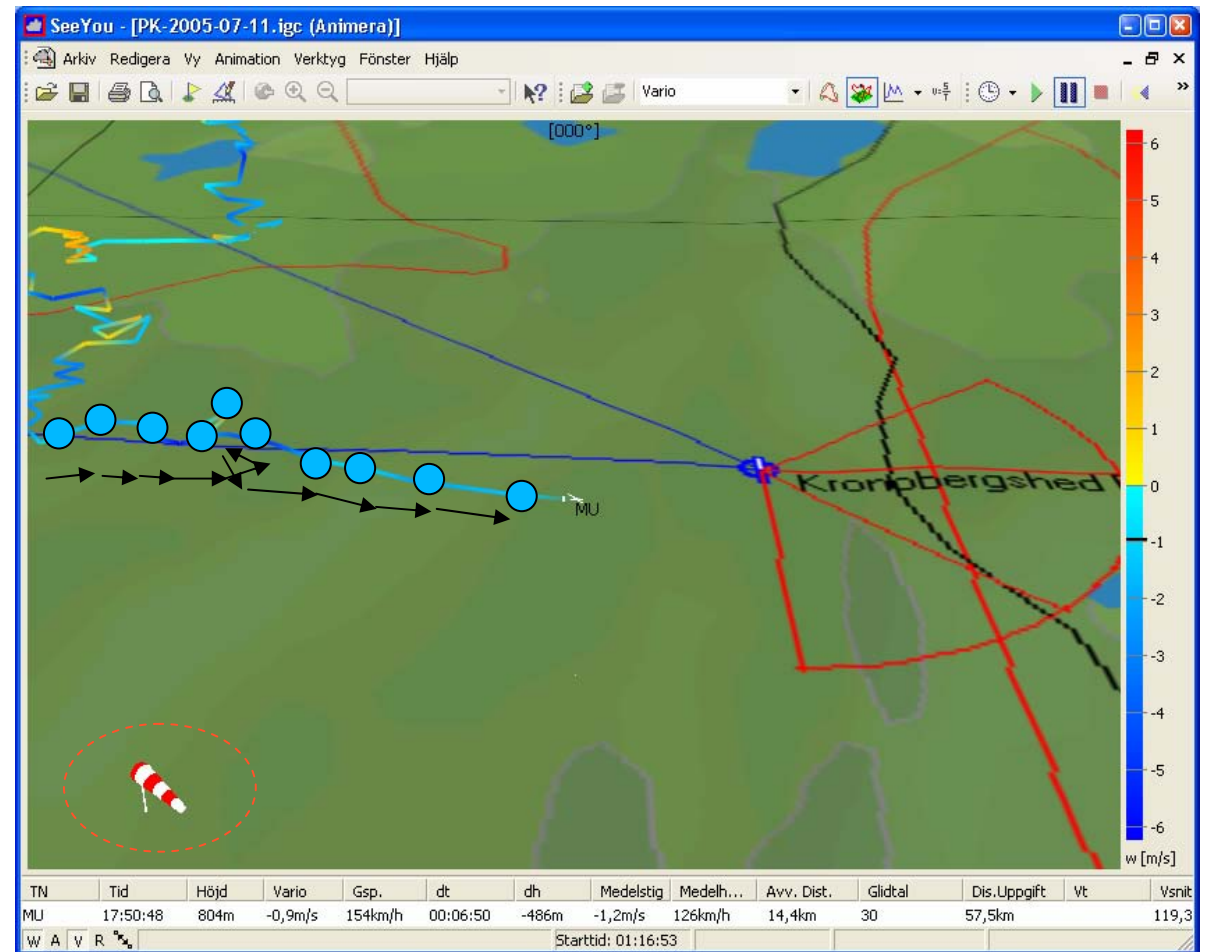 SeeYou - [PK-2005-07-11.igc (Animera)]
Arkiv Redigera Vy Animation Verktyg Fönster Hjälp
Vario
[000°]
6
5
4
3
2
1
0
-1
-2
-3
-4
-5
-6
w [m/s]
MU
Kronobergshed
TN Tid Höjd Vario Gsp. dt dh Medelstig Medelh... Avv. Dist. Glidtal Dis.Uppgift Vt Vsnit
MU 17:50:48 804m -0,9m/s 154km/h 00:06:50 -486m -1,2m/s 126km/h 14,4km 30 57,5km 119,3
W A V R Starttid: 01:16:53